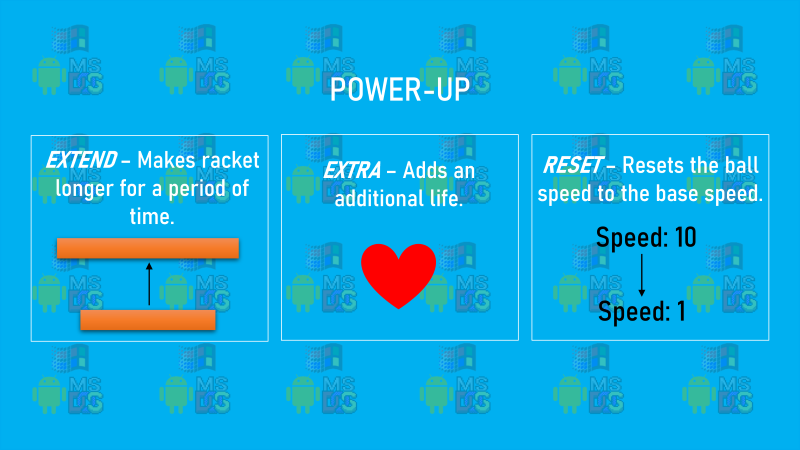 POWER-UP
EXTEND – Makes racket
longer for a period of
time.
EXTRA – Adds an
additional life.
RESET – Resets the ball
speed to the base speed.
Speed: 10
Speed: 1
MS